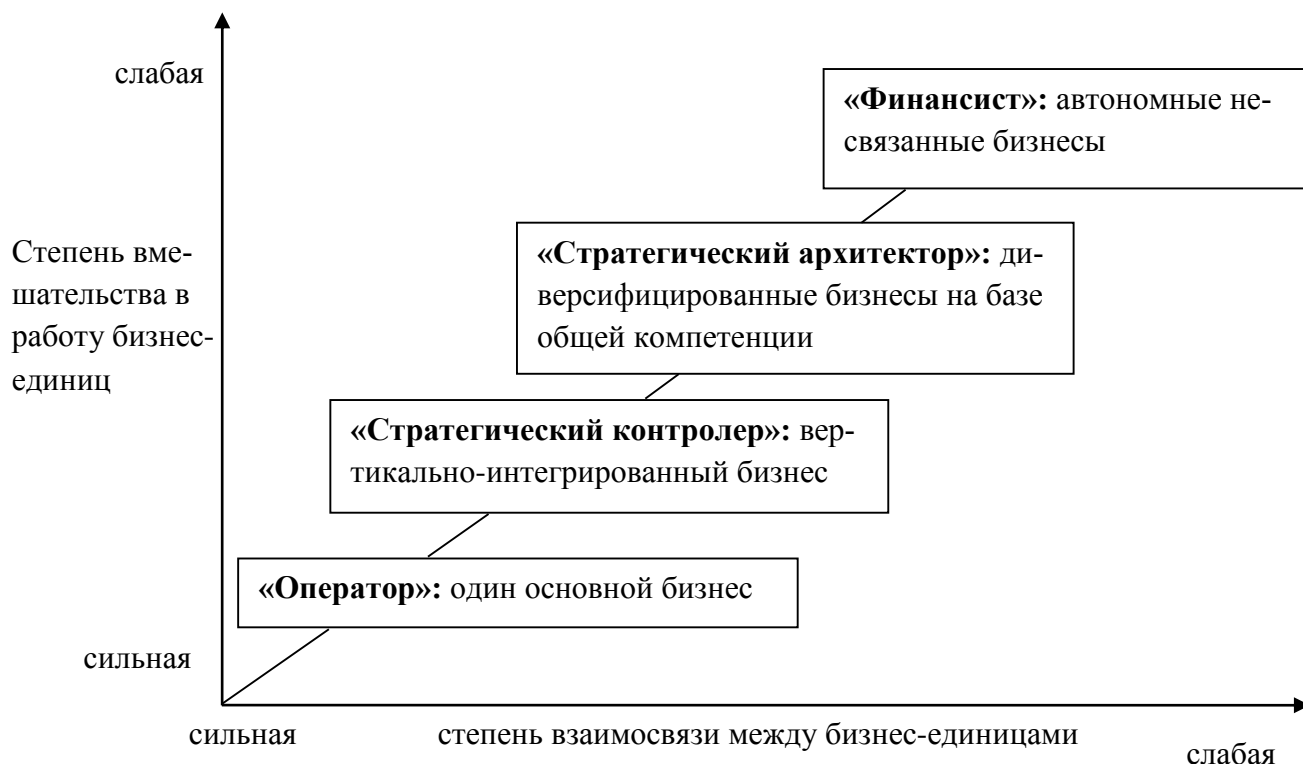 слабая
«Финансист»: автономные не-
связанные бизнесы
Степень вме-
шательства в
работу бизнес-
единиц
«Стратегический архитектор»: ди-
версифицированные бизнесы на базе
общей компетенции
«Стратегический контролер»: вер-
тикально-интегрированный бизнес
«Оператор»: один основной бизнес
сильная
сильная
степень взаимосвязи между бизнес-единицами
слабая